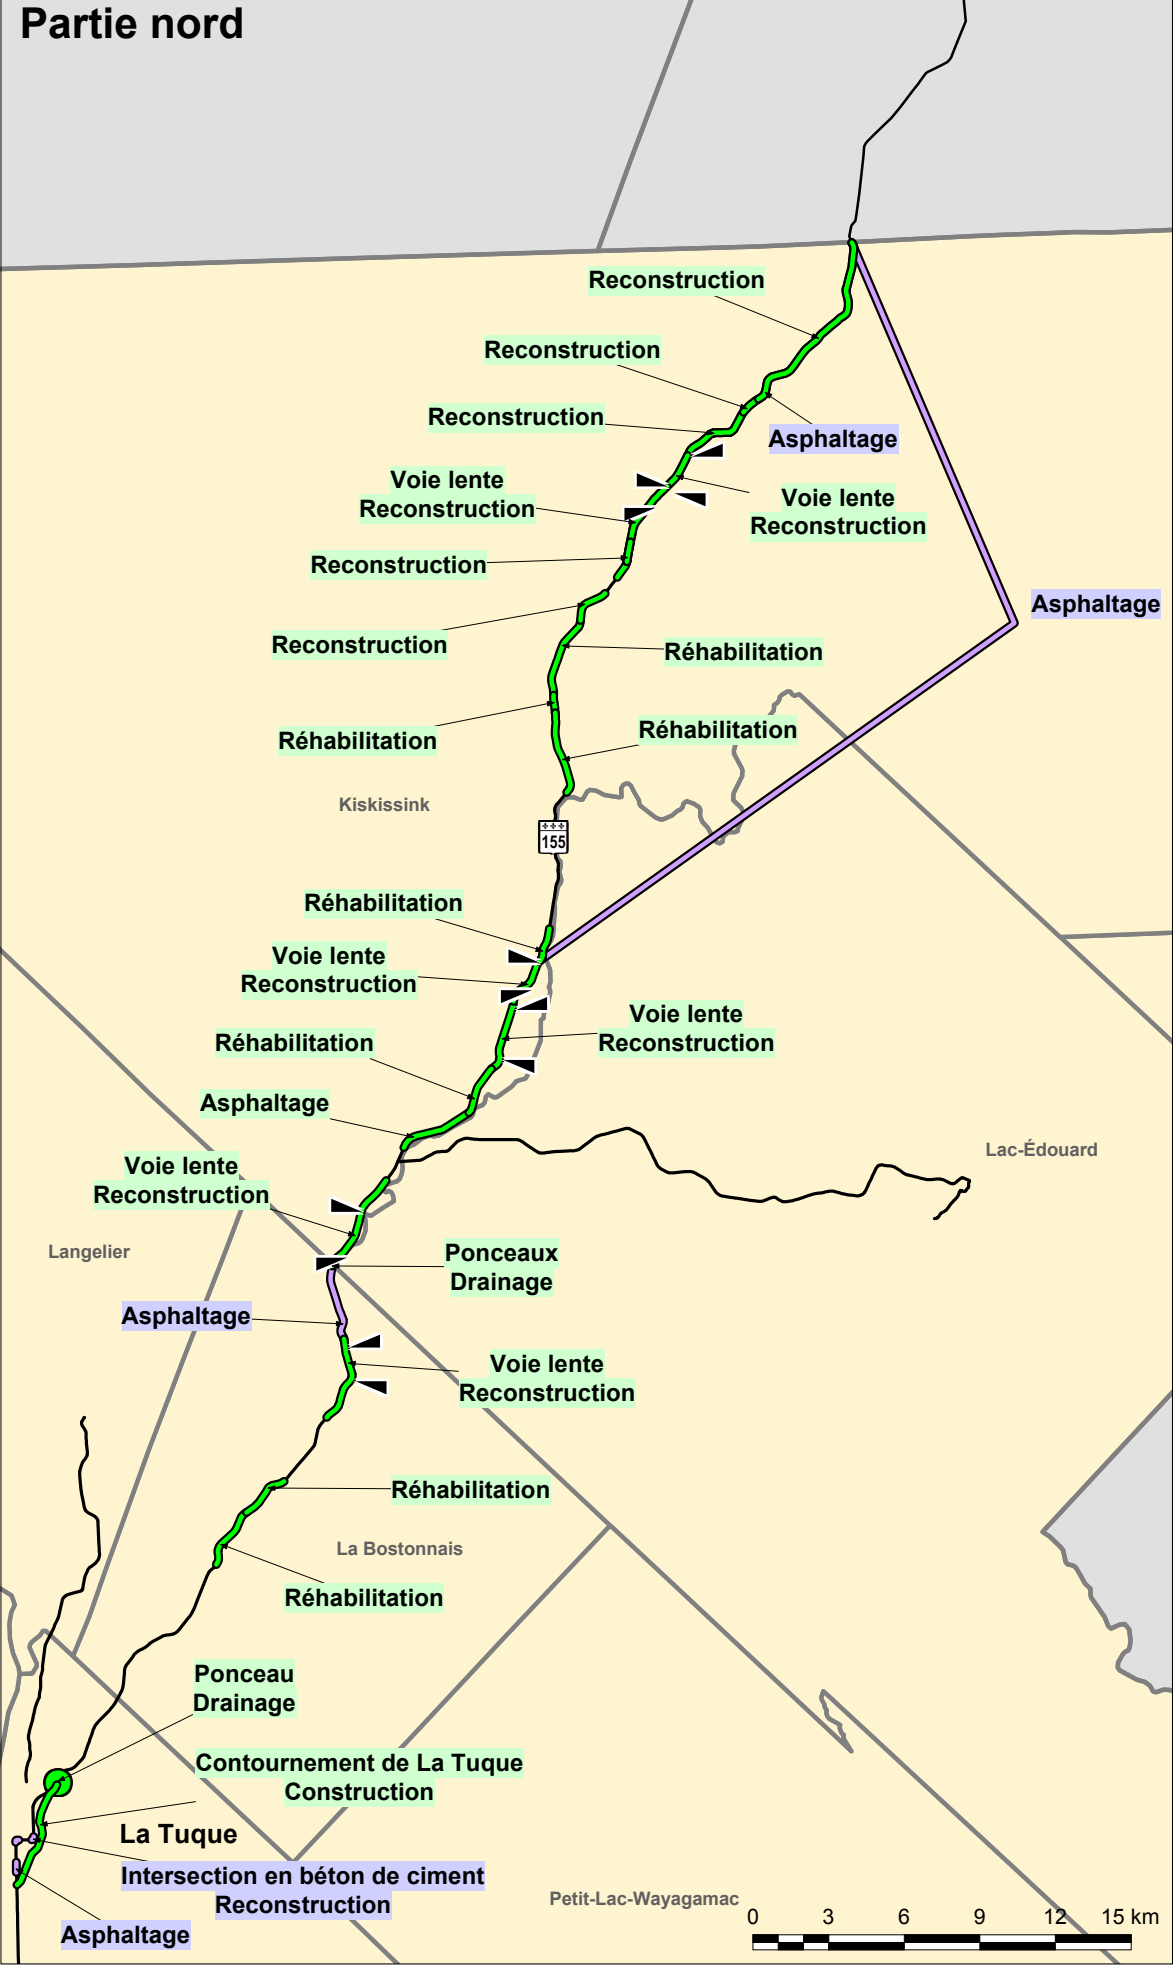 Partie nord
Reconstruction
Reconstruction
Reconstruction
Asphaltage
Voie lente
Reconstruction
Voie lente
Reconstruction
Reconstruction
Asphaltage
Reconstruction
Réhabilitation
Réhabilitation
Réhabilitation
Kiskissink
155
Réhabilitation
Voie lente
Reconstruction
Voie lente
Reconstruction
Réhabilitation
Asphaltage
Lac-Édouard
Voie lente
Reconstruction
Langelier
Ponceaux
Drainage
Asphaltage
Voie lente
Reconstruction
Réhabilitation
La Bostonnais
Réhabilitation
Ponceau
Drainage
Contournement de La Tuque
Construction
La Tuque
Intersection en béton de ciment
Reconstruction
Petit-Lac-Wayagamac
Asphaltage
0 3 6 9 12 15 km